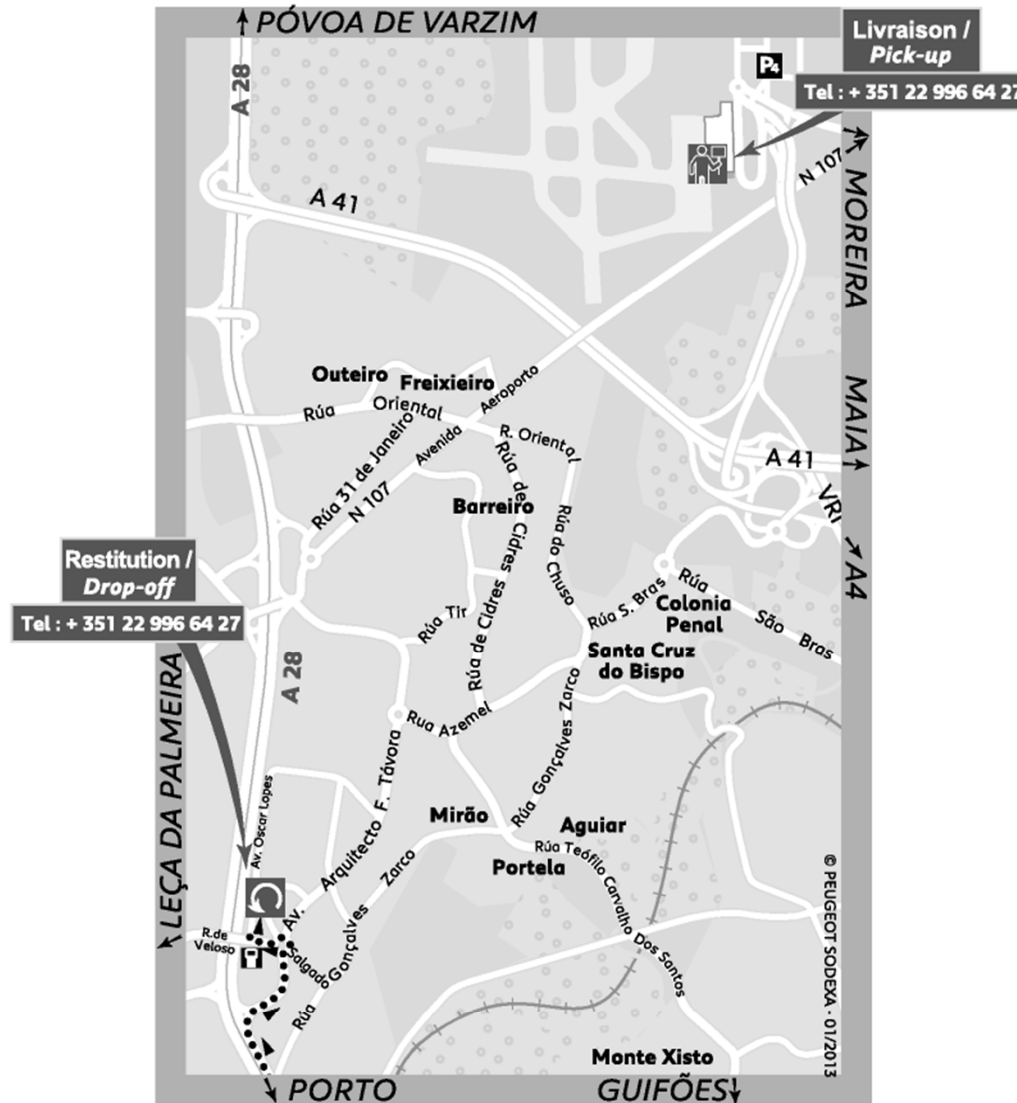 PÓVOA DE VARZIM
Livraison /
Pick-up
Tel : + 351 22 996 64 27
P4
A 28
N 107
MOREIRA
A 41
MAIA
Outeiro
Freixieiro
Aeroporto
Rúa
Oriental
Avenida
R. Oriental
Rúa 31 de Janeiro
N 107
A 41
VRI
A4
Barreiro
Rúa de Cidres
Rúa do Chuso
Restitution /
Drop-off
Tel : + 351 22 996 64 27
Rúa Tir
Rúa de Cidres
Rúa S. Bras
Rúa São Bras
Colonia
Penal
Santa Cruz
do Bispo
A 28
LEÇA DA PALMEIRA
Rua Azemel
Rúa Gonçalves Zarco
Av. Oscar Lopes
Av. Arquitecto F. Távora
Mirão
Aguiar
Portela
Rúa Teófilo Carvalho Dos Santos
Rúa Gonçalves Zarco
R.de
Veloso
Salgado
Monte Xisto
© PEUGEOT SODEXA - 01/2013
PORTO
GUIFÕES